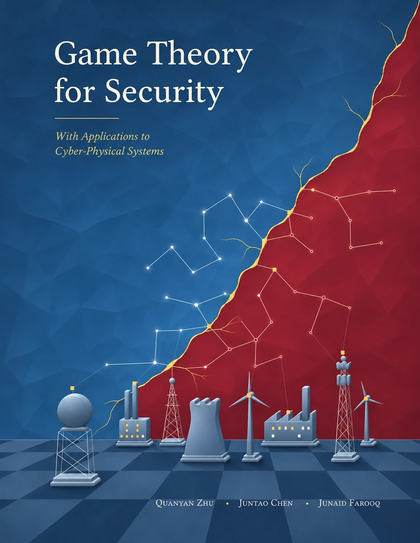 Game Theory
for Security
With Applications to
Cyber-Physical Systems
Quanyan Zhu • Juntao Chen • Junaid Farooq